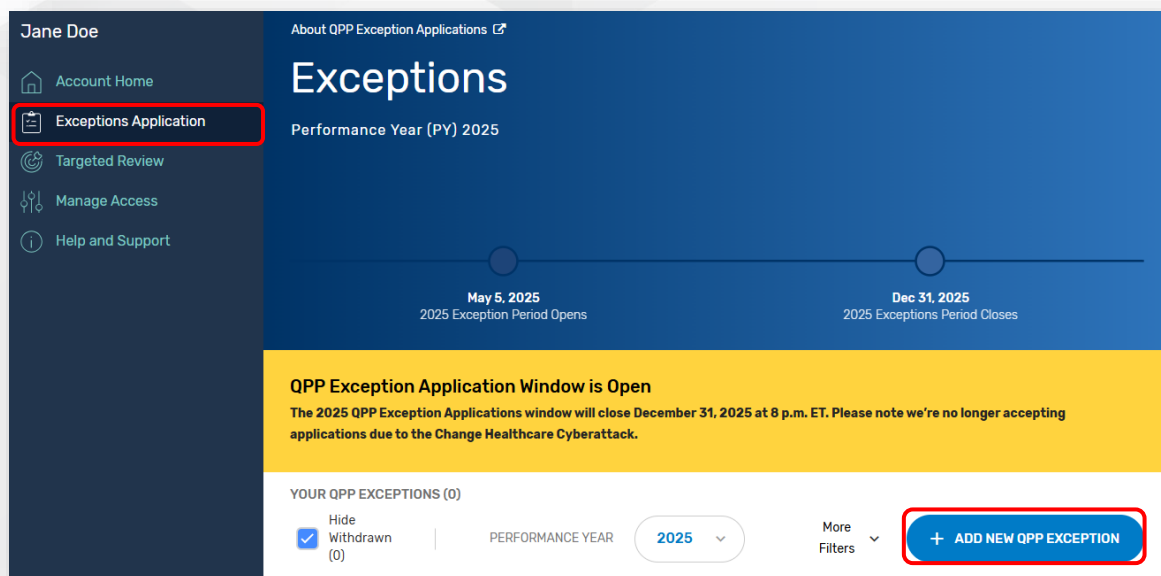 Jane Doe
Account Home
Exceptions Application
Targeted Review
Manage Access
Help and Support
About QPP Exception Applications
Exceptions
Performance Year (PY) 2025
May 5, 2025
2025 Exception Period Opens
Dec 31, 2025
2025 Exceptions Period Closes
QPP Exception Application Window is Open
The 2025 QPP Exception Applications window will close December 31, 2025 at 8 p.m. ET. Please note we're no longer accepting
applications due to the Change Healthcare Cyberattack.
YOUR QPP EXCEPTIONS (0)
Hide
Withdrawn
(0)
PERFORMANCE YEAR
2025
More
Filters
+ ADD NEW QPP EXCEPTION